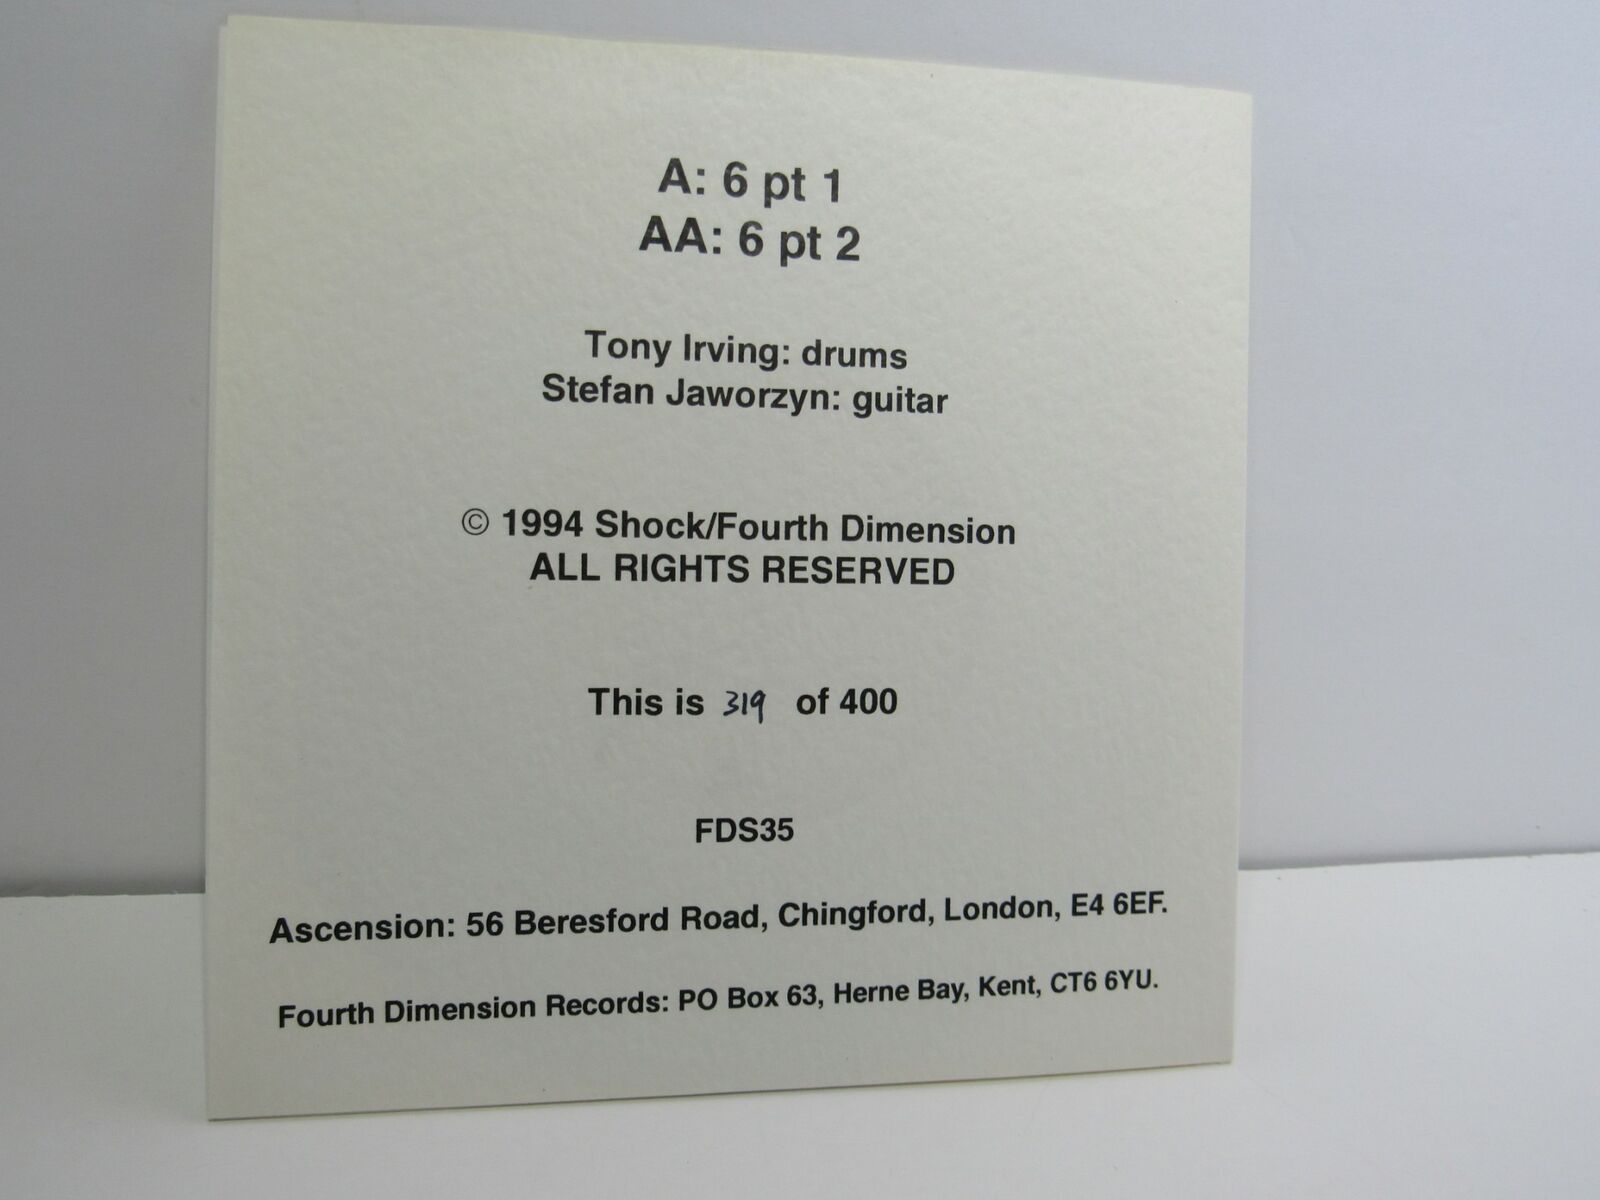 A: 6 pt 1
AA: 6 pt 2
Tony Irving: drums
Stefan Jaworzyn: guitar
© 1994 Shock/Fourth Dimension
ALL RIGHTS RESERVED
This is 319 of 400
FDS35
Ascension: 56 Beresford Road, Chingford, London, E4 6EF.
Fourth Dimension Records: PO Box 63, Herne Bay, Kent, CT6 6YU.